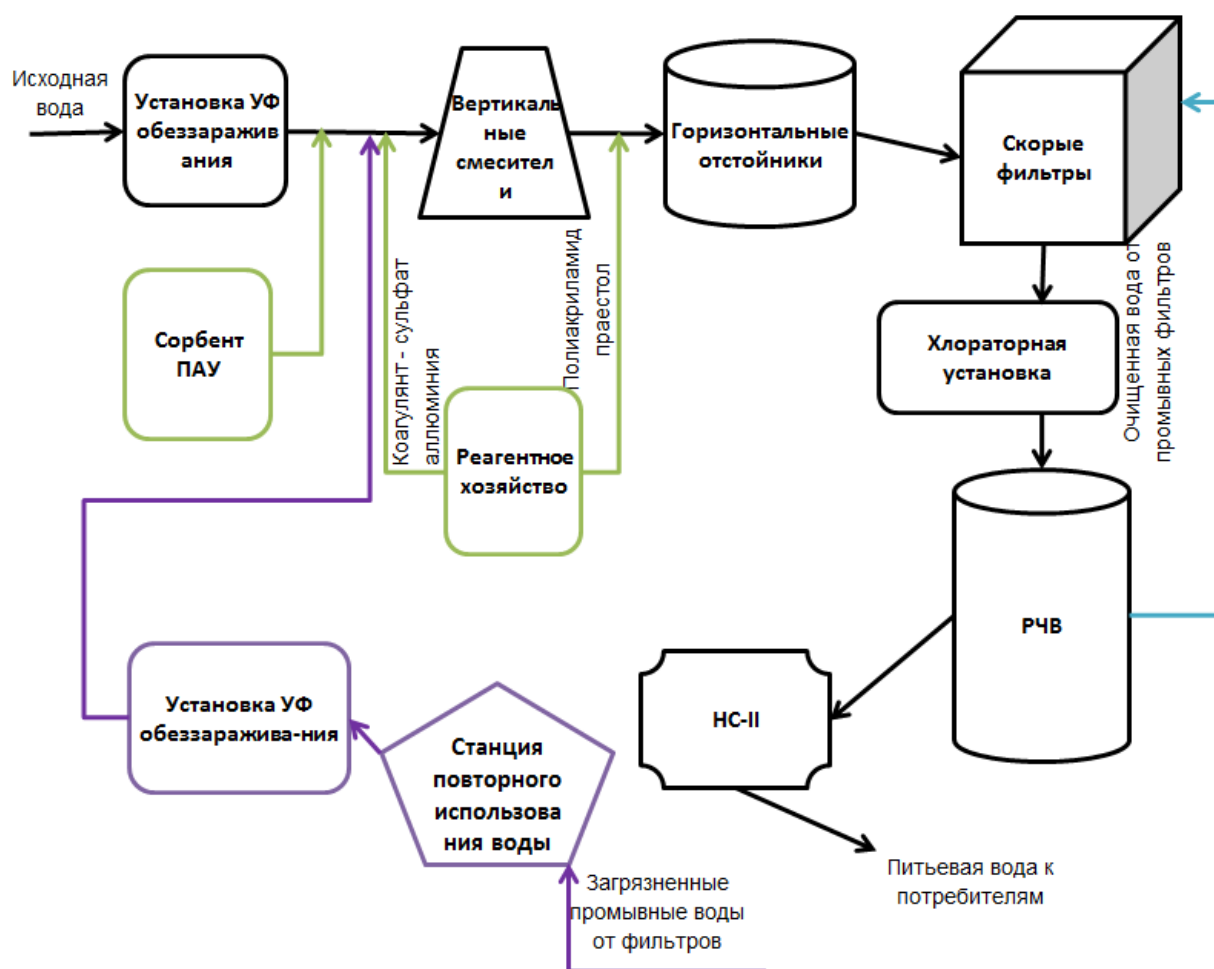 Исходная
вода
Установка УФ
обеззаражив
ания
Вертикаль
ные
смесител
и
Горизонтальные
отстойники
Скорые
фильтры
Сорбент
ПАУ
Коагулянт - сульфат
аллюминия
Полиакриламид
праестол
Реагентное
хозяйство
Хлораторная
установка
Очищенная вода от
промывных фильтров
РЧВ
Установка УФ
обеззаражива-ния
Станция
повторного
использова
ния воды
НС-II
Загрязненные
промывные воды
от фильтров
Питьевая вода к
потребителям